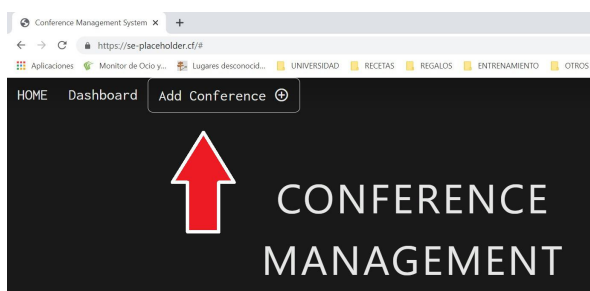 Conference Management System
https://se-placeholder.cf/#
Aplicaciones Monitor de Ocio y... Lugares desconocid... UNIVERSIDAD RECETAS REGALOS ENTRENAMIENTO OTROS
HOME Dashboard Add Conference
CONFERENCE
MANAGEMENT